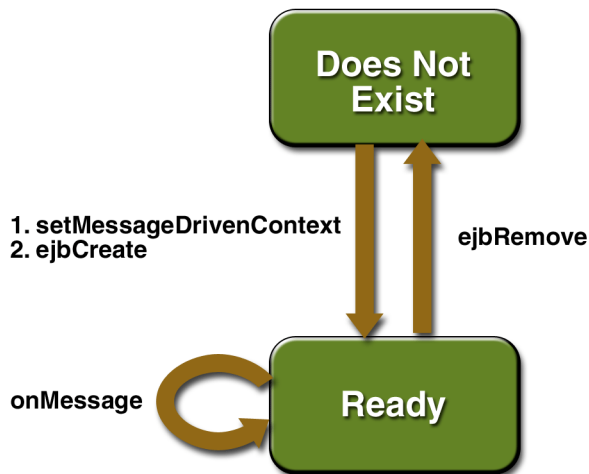 Does Not
Exist
1. setMessageDrivenContext
2. ejbCreate
ejbRemove
onMessage
Ready